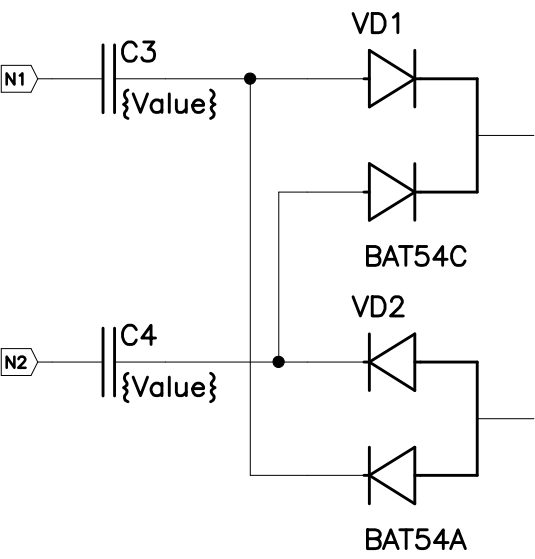 VD1
C3
N1
{Value}
BAT54C
VD2
C4
N2
{Value}
BAT54A